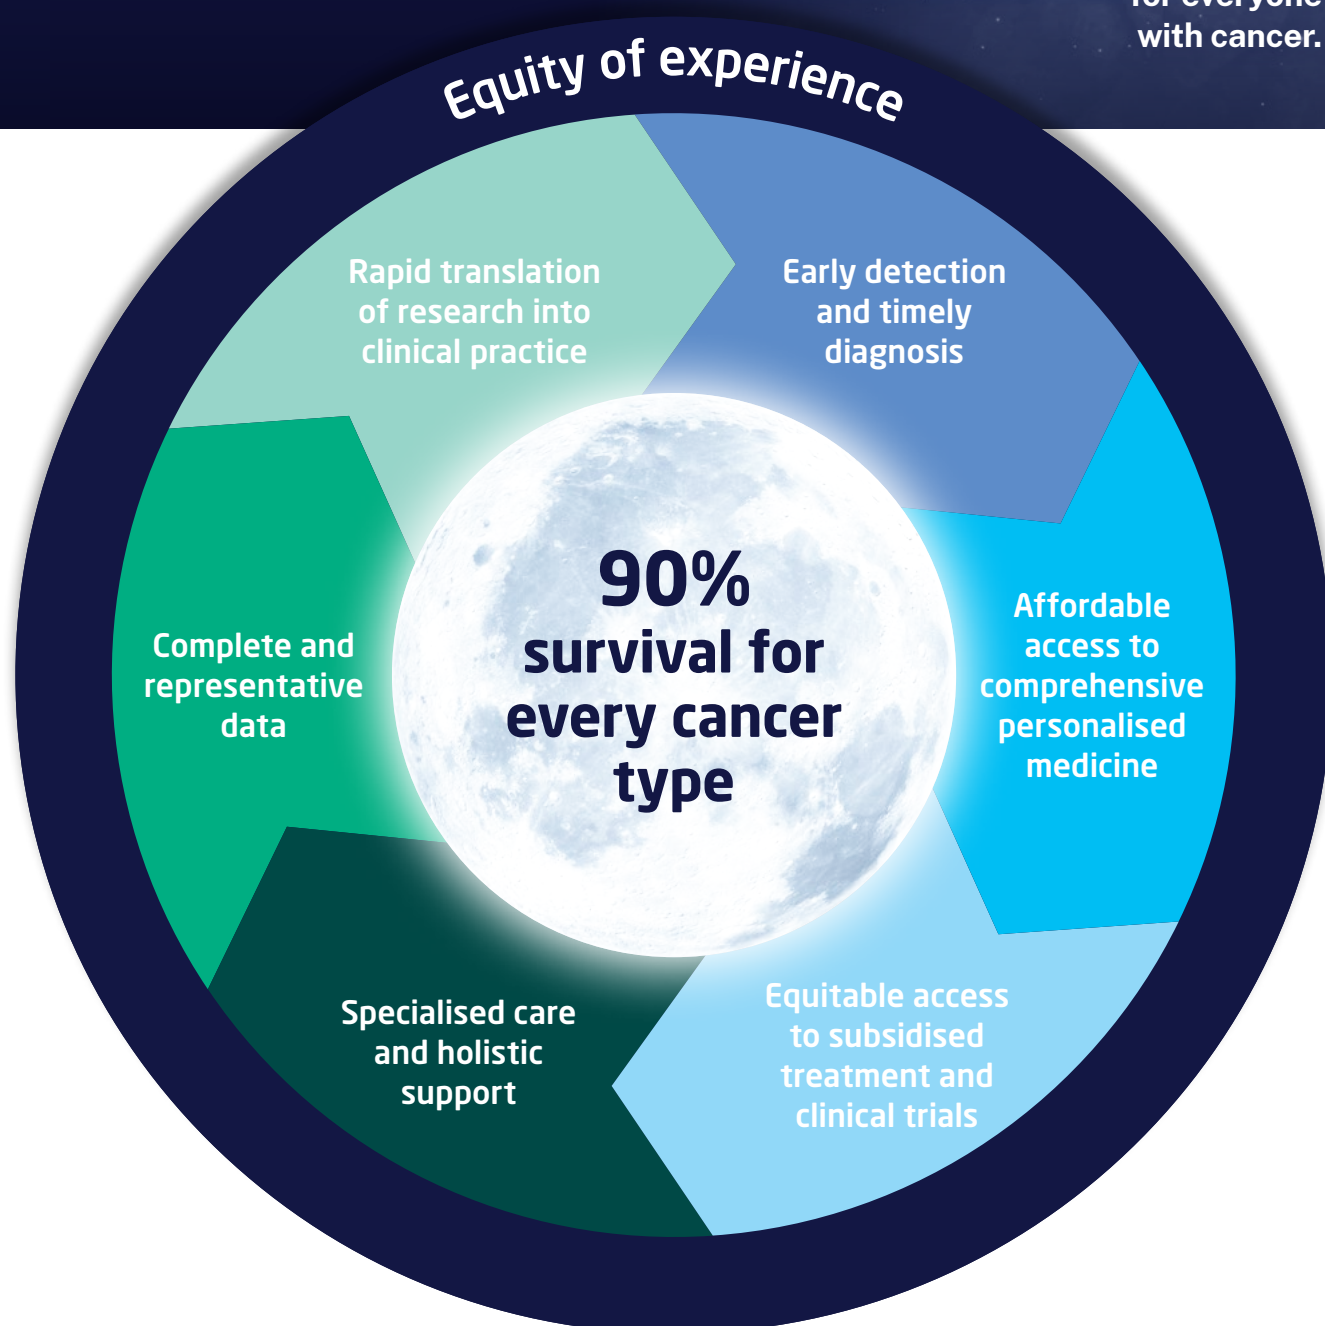 for everyone
with cancer.
Equity of experience
Rapid translation
of research into
clinical practice
Early detection
and timely
diagnosis
Affordable
access to
comprehensive
personalised
medicine
Equitable access
to subsidised
treatment and
clinical trials
Specialised care
and holistic
support
Complete and
representative
data
90%
survival for
every cancer
type